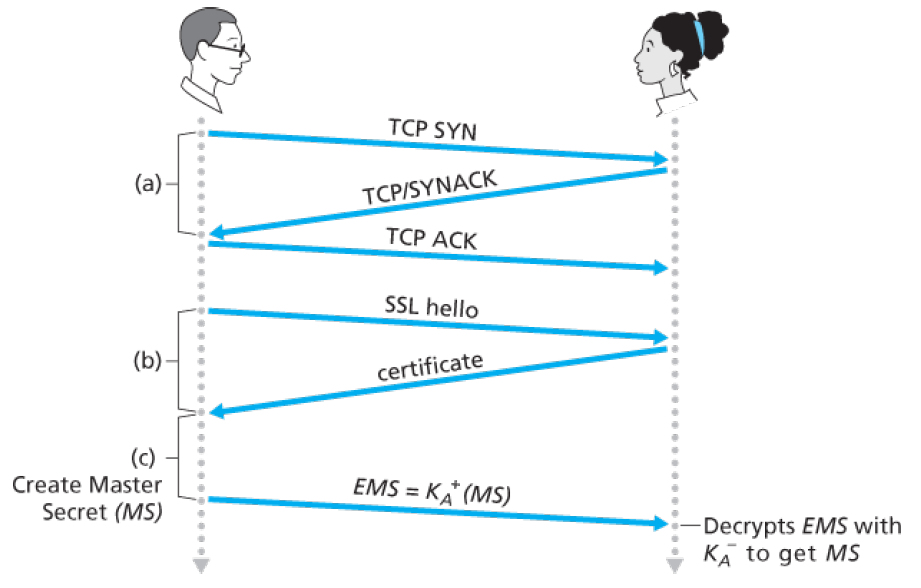 TCP SYN
(a)
TCP/SYNACK
TCP ACK
SSL hello
(b)
certificate
(c)
Create Master
Secret (MS)
EMS = K_A^+ (MS)
Decrypts EMS with
K_A^− to get MS